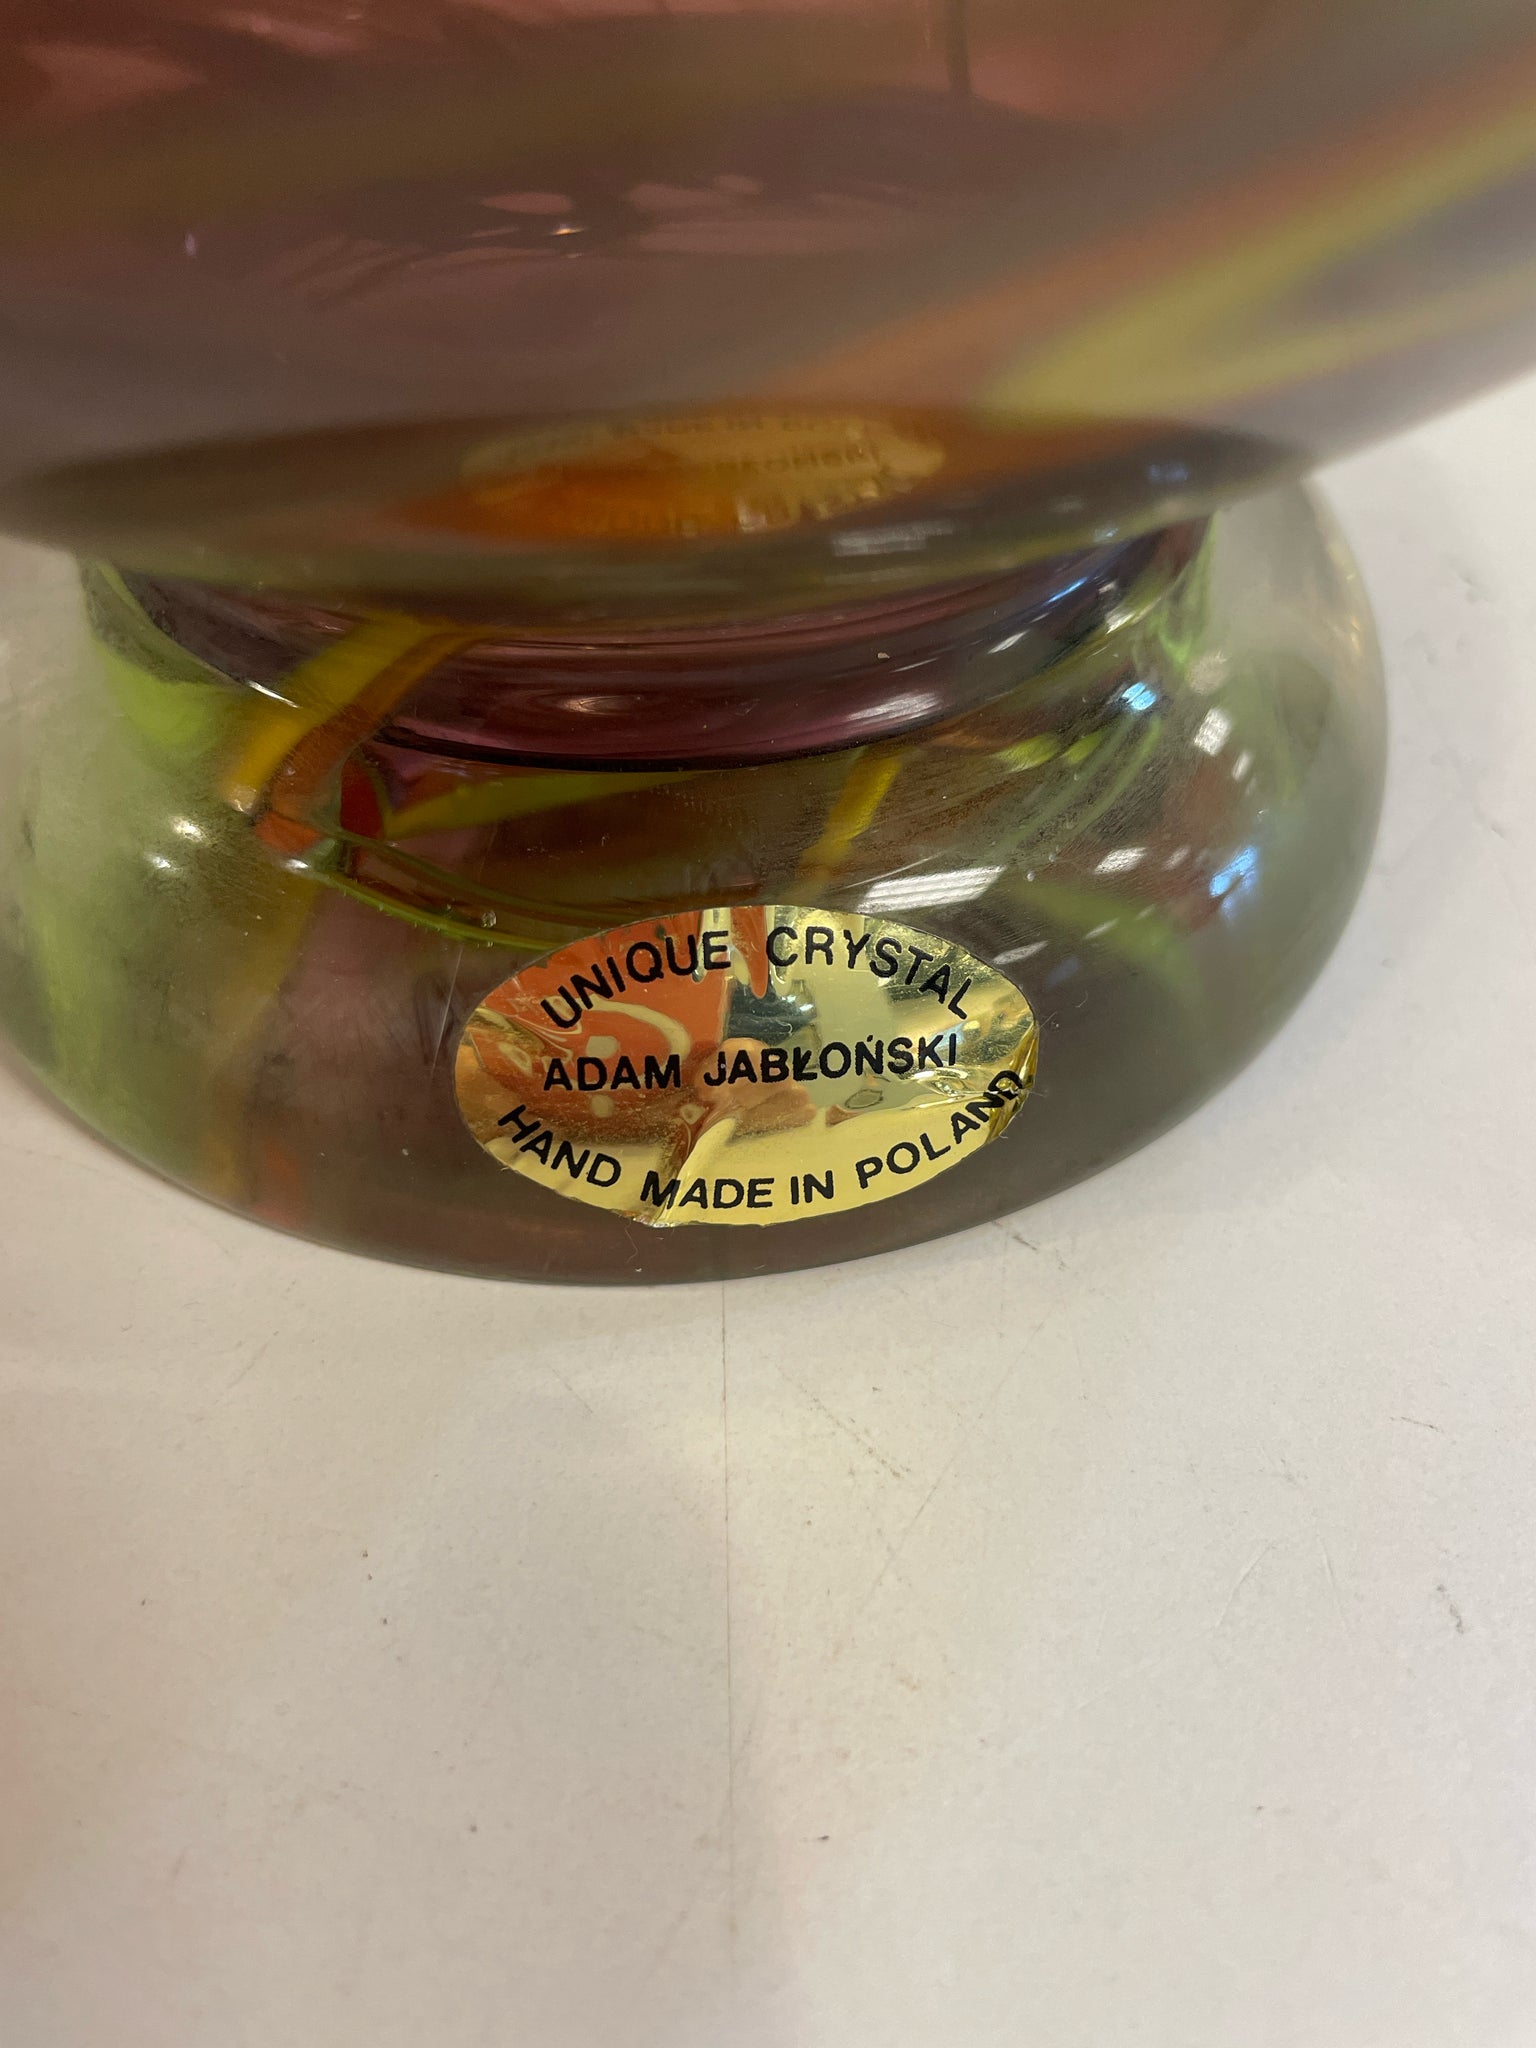 UNIQUE CRYSTAL
ADAM JABŁOŃSKI
HAND MADE IN POLAND